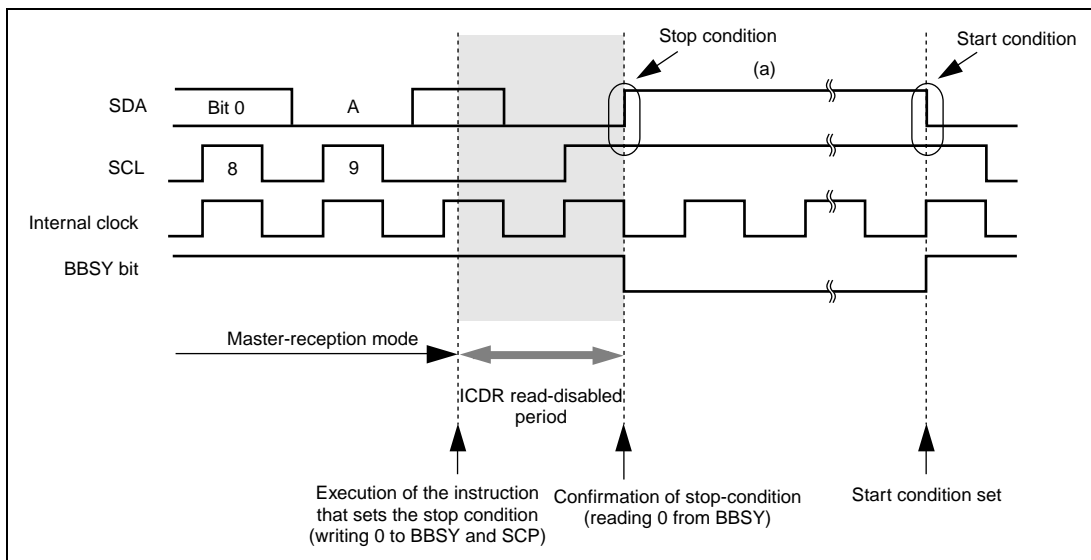 Stop condition
Start condition
(a)
SDA
Bit 0
A
SCL
8
9
Internal clock
BBSY bit
Master-reception mode
ICDR read-disabled
period
Execution of the instruction
that sets the stop condition
(writing 0 to BBSY and SCP)
Confirmation of stop-condition
(reading 0 from BBSY)
Start condition set